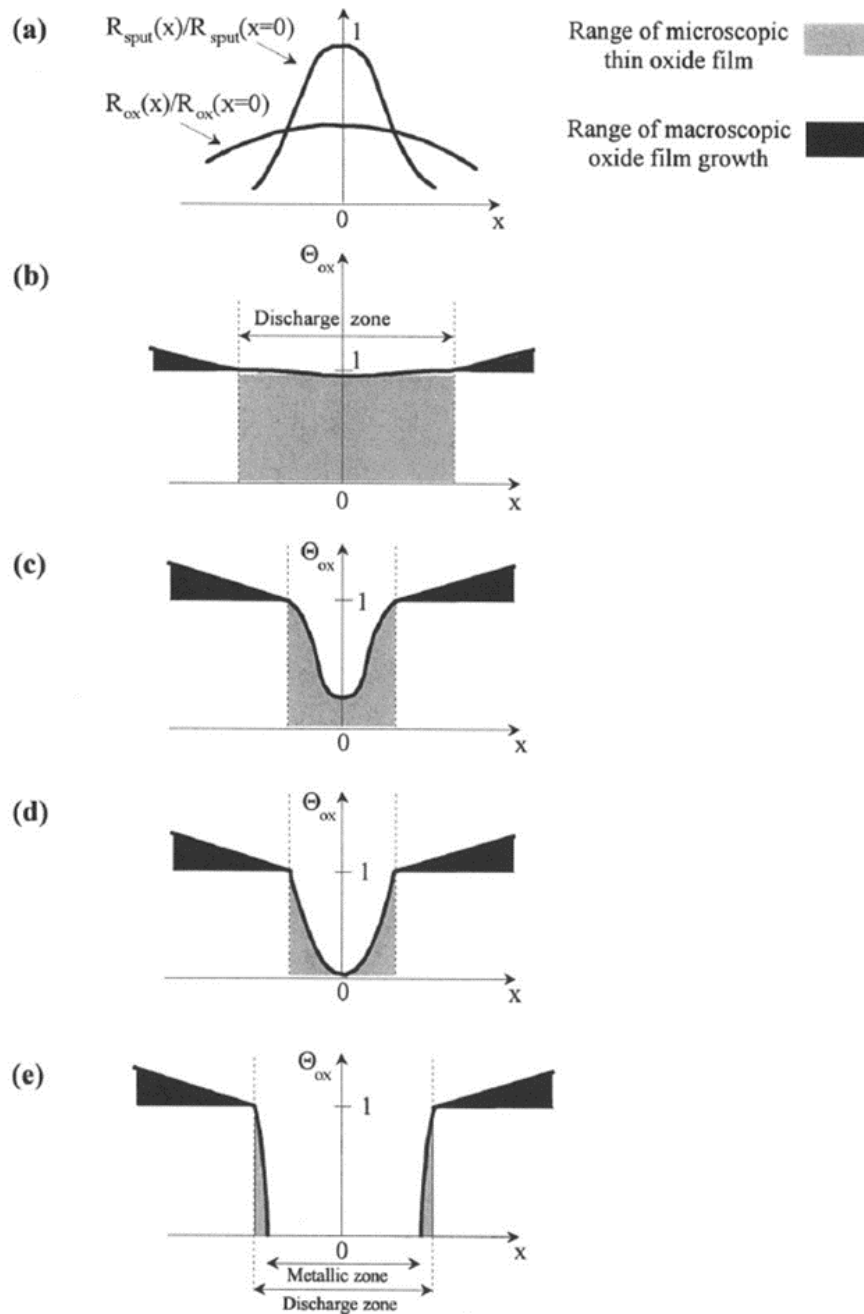 (a)
1
R_sput(x)/R_sput(x=0)
R_ox(x)/R_ox(x=0)
0
x
Range of microscopic
thin oxide film
Range of macroscopic
oxide film growth
(b)
Θ_ox
Discharge zone
1
0
x
(c)
Θ_ox
1
0
x
(d)
Θ_ox
1
0
x
(e)
Θ_ox
1
0
x
Metallic zone
Discharge zone